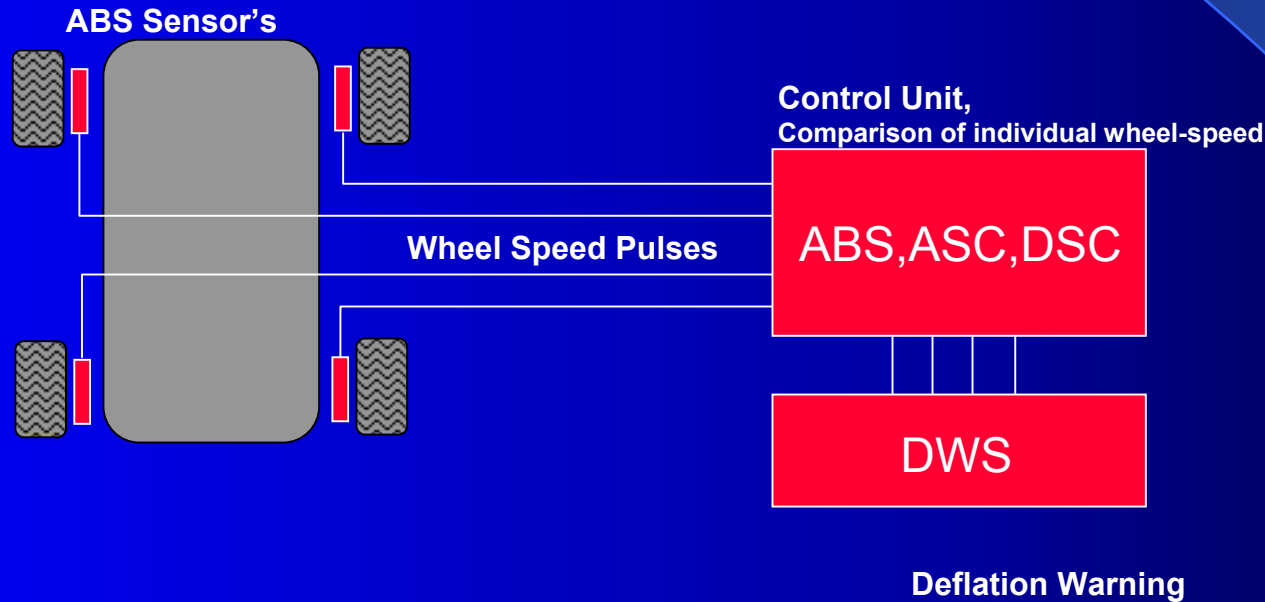 ABS Sensor’s
Control Unit,
Comparison of individual wheel-speed
ABS,ASC,DSC
Wheel Speed Pulses
DWS
Deflation Warning